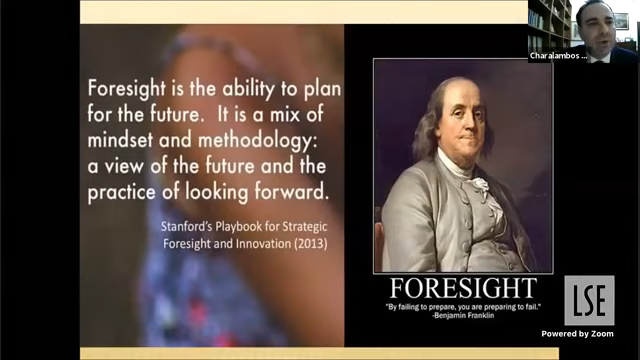 Foresight is the ability to plan
for the future.  It is a mix of
mindset and methodology:
a view of the future and the
practice of looking forward.
Stanford's Playbook for Strategic
Foresight and Innovation (2013)
FORESIGHT
"By failing to prepare, you are preparing to fail."
-Benjamin Franklin
Charalambos ...
LSE
Powered by Zoom